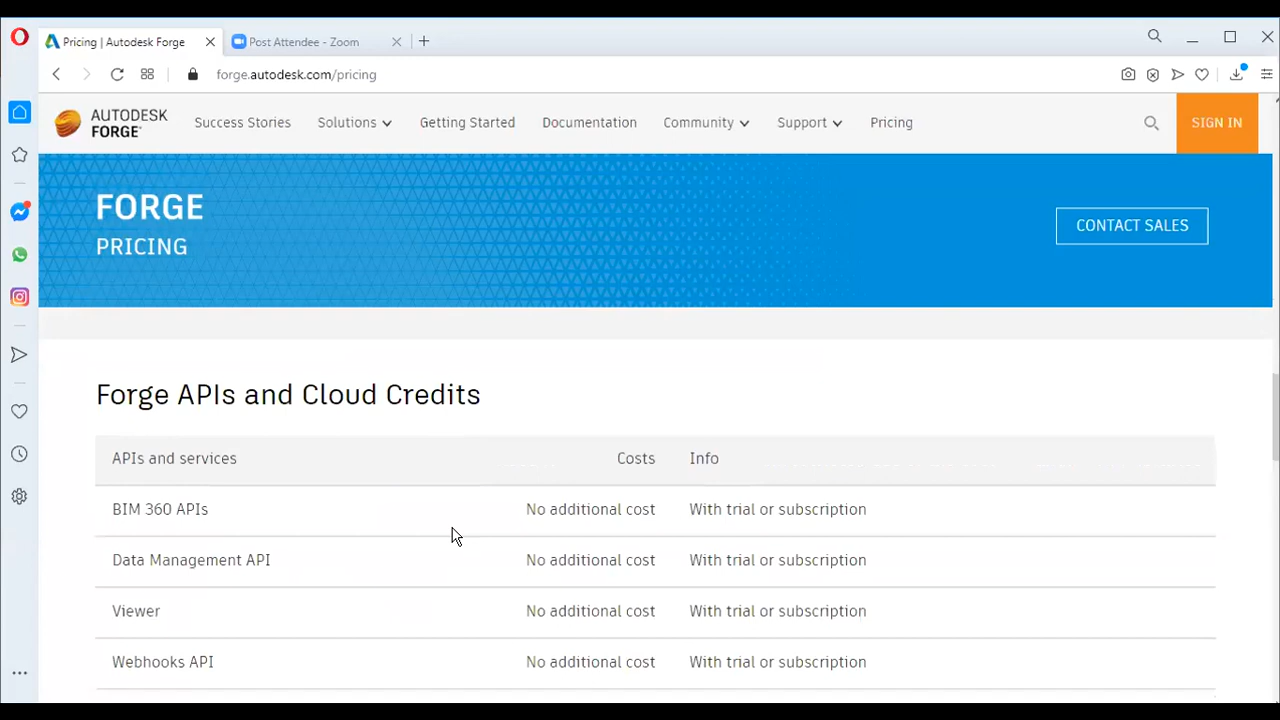 Pricing | Autodesk Forge
Post Attendee - Zoom
forge.autodesk.com/pricing
AUTODESK
FORGE
Success Stories
Solutions
Getting Started
Documentation
Community
Support
Pricing
SIGN IN
FORGE
PRICING
CONTACT SALES
Forge APIs and Cloud Credits
APIs and services Costs Info
BIM 360 APIs No additional cost With trial or subscription
Data Management API No additional cost With trial or subscription
Viewer No additional cost With trial or subscription
Webhooks API No additional cost With trial or subscription